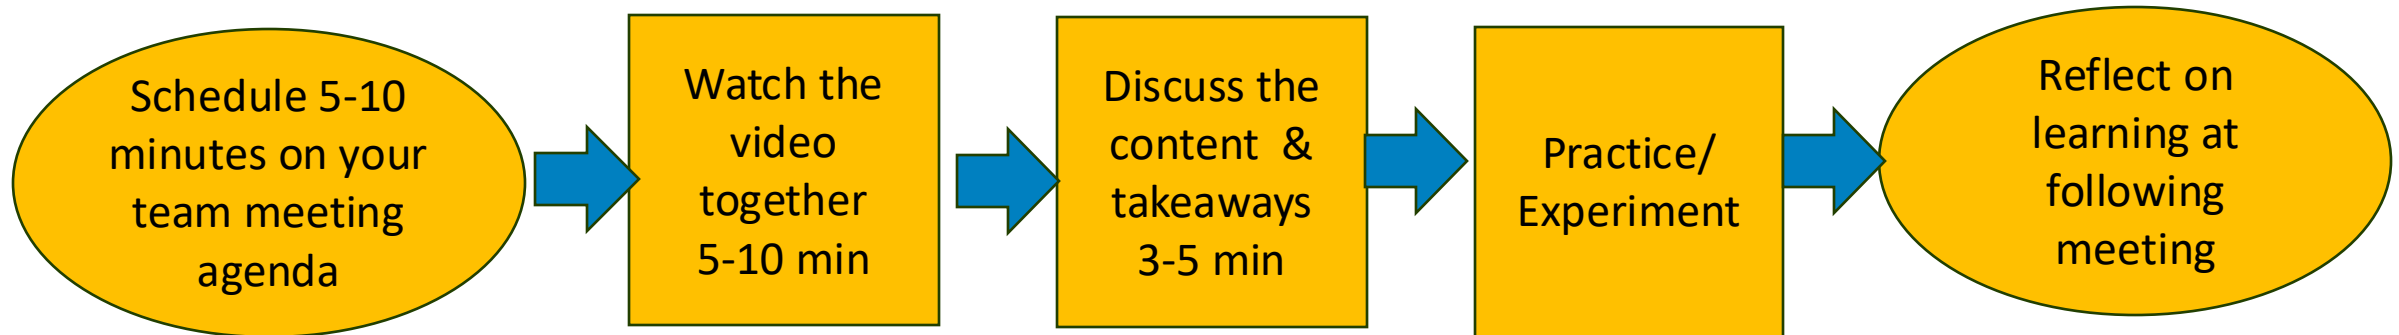 Schedule 5-10
minutes on your
team meeting
agenda
Watch the
video
together
5-10 min
Discuss the
content  &
takeaways
3-5 min
Practice/
Experiment
Reflect on
learning at
following
meeting